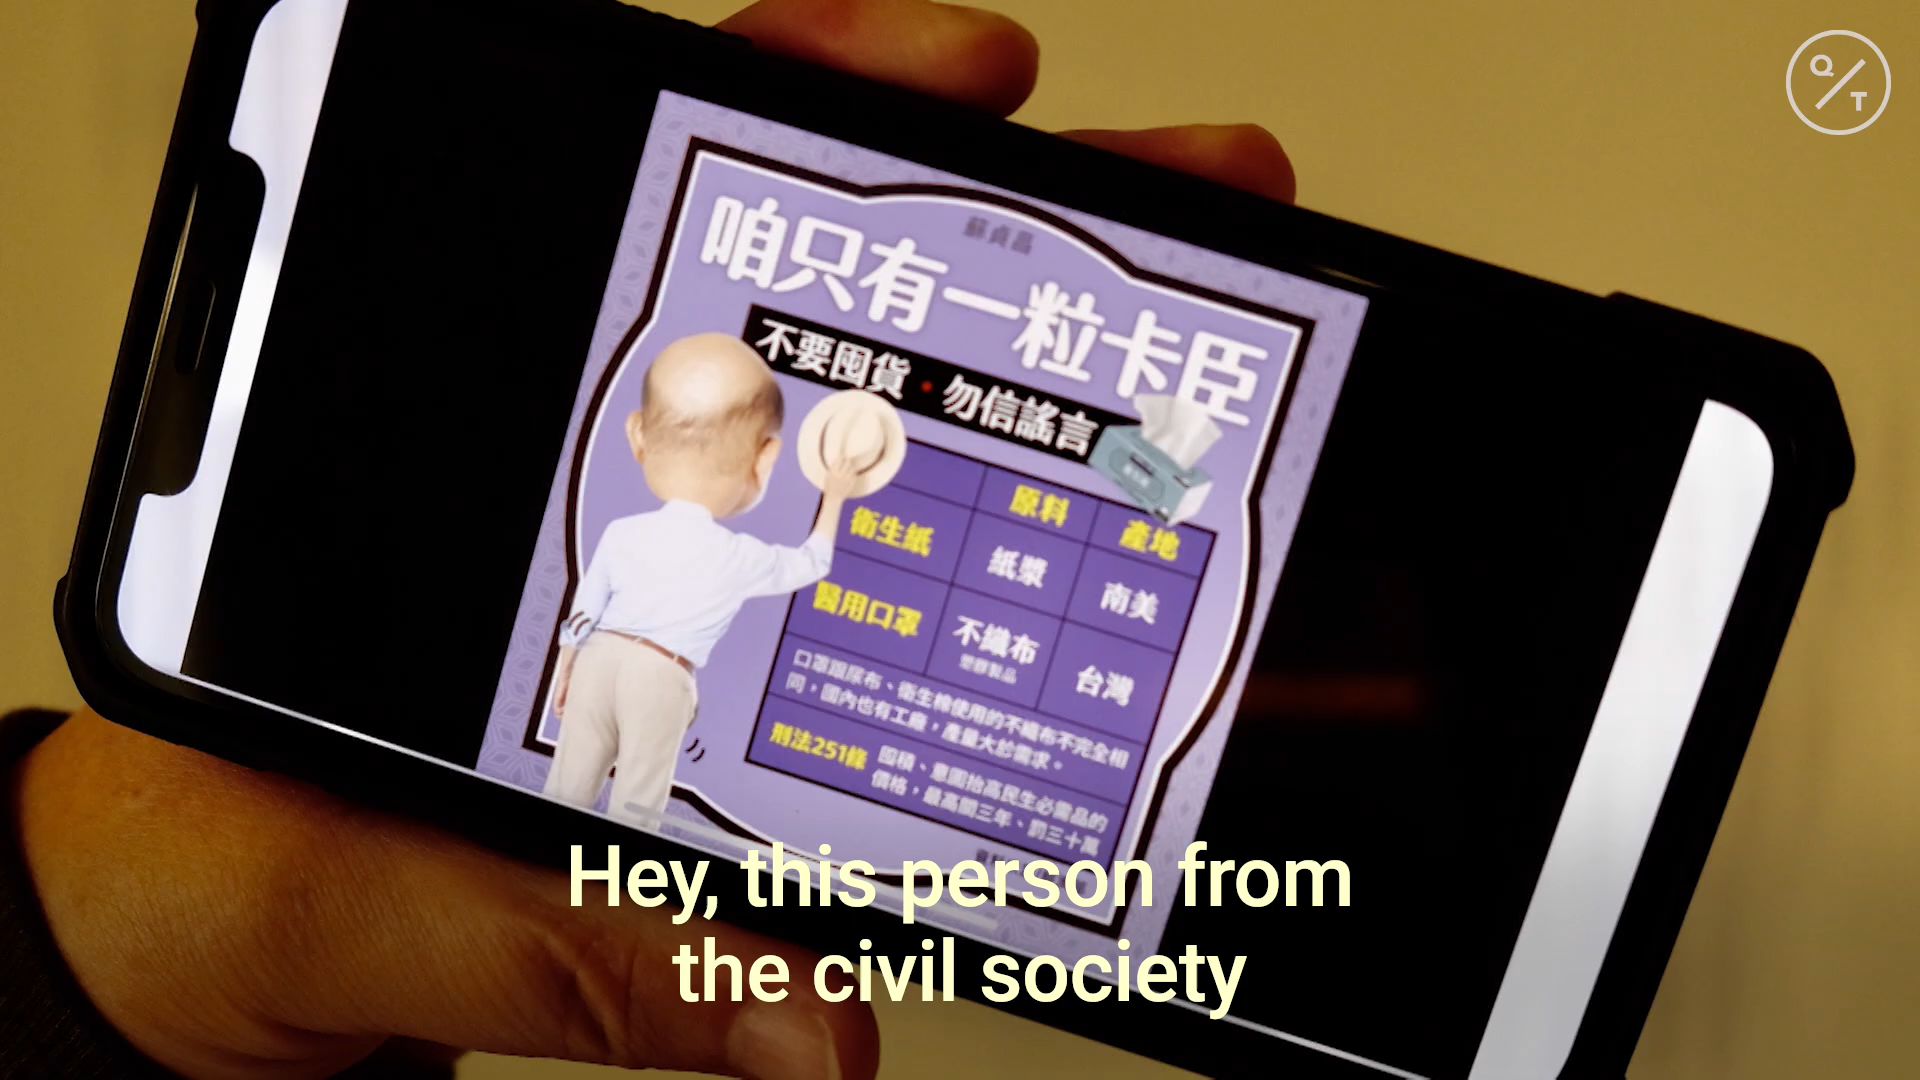 Q
T
蘇貞昌
咱只有一粒卡臣
不要囤貨・勿信謠言
原料 產地
衛生紙 紙漿 南美
醫用口罩 不織布 台灣
塑膠製品
口罩跟尿布、衛生棉使用的不織布不完全相
同，國內也有工廠，產量大於需求。
刑法251條 囤積、意圖抬高民生必需品的
價格，最高關三年、罰三十萬
Hey, this person from
the civil society